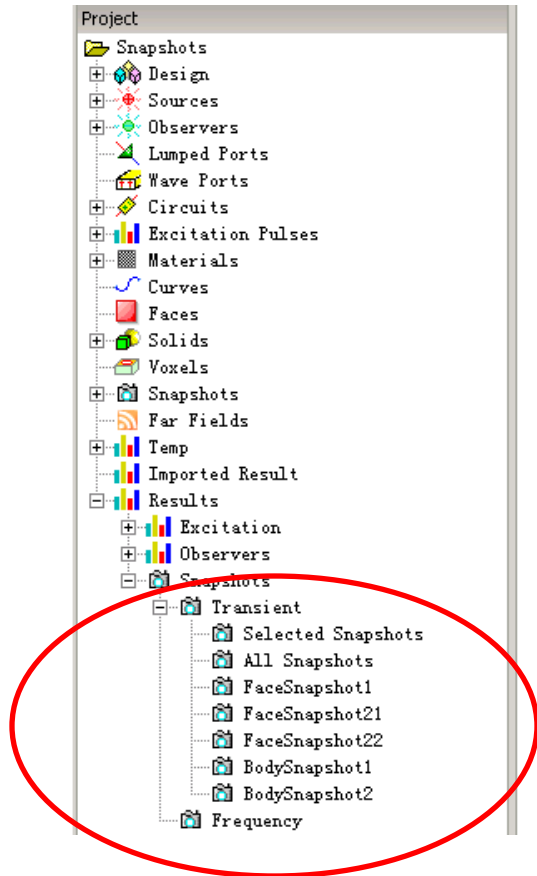 Project
Snapshots
Design
Sources
Observers
Lumped Ports
Wave Ports
Circuits
Excitation Pulses
Materials
Curves
Faces
Solids
Voxels
Snapshots
Far Fields
Temp
Imported Result
Results
Excitation
Observers
Snapshots
Transient
Selected Snapshots
All Snapshots
FaceSnapshot1
FaceSnapshot21
FaceSnapshot22
BodySnapshot1
BodySnapshot2
Frequency